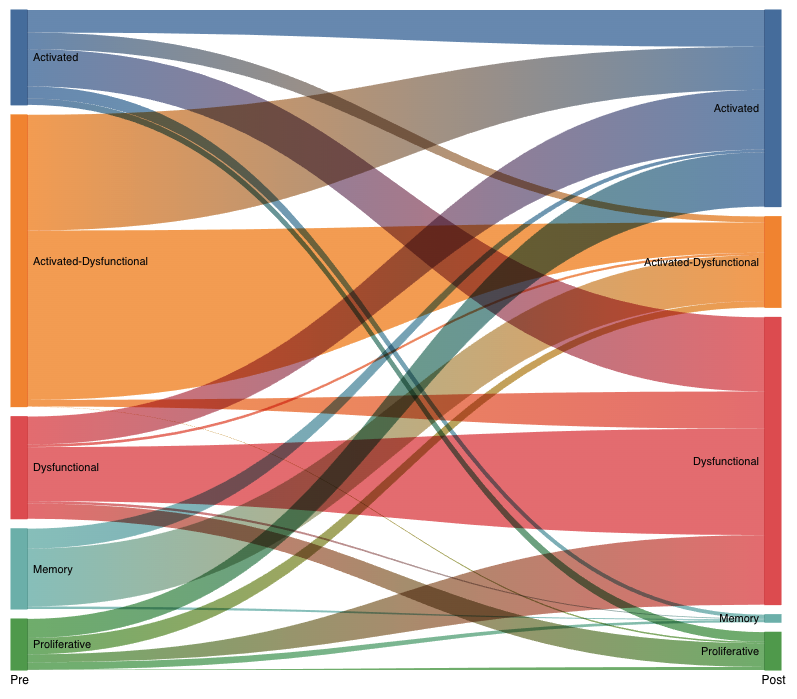 Activated
Activated-Dysfunctional
Dysfunctional
Memory
Proliferative
Pre
Activated
Activated-Dysfunctional
Dysfunctional
Memory
Proliferative
Post